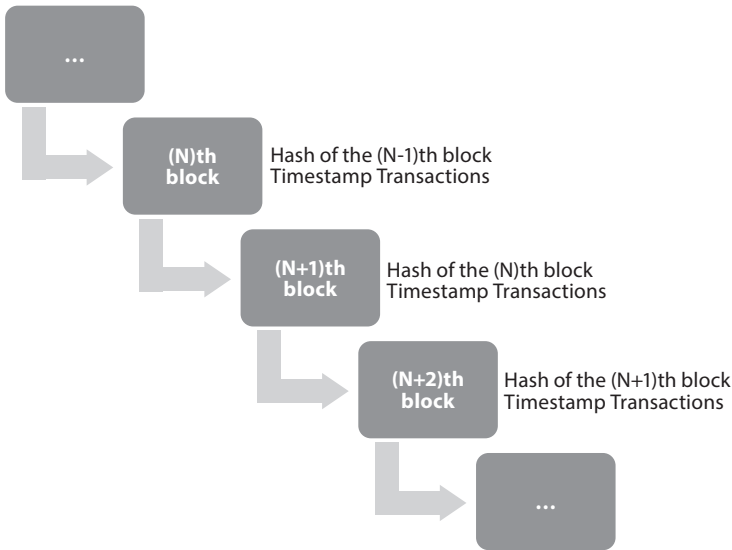 ...
(N)th
block
Hash of the (N-1)th block
Timestamp Transactions
(N+1)th
block
Hash of the (N)th block
Timestamp Transactions
(N+2)th
block
Hash of the (N+1)th block
Timestamp Transactions
...